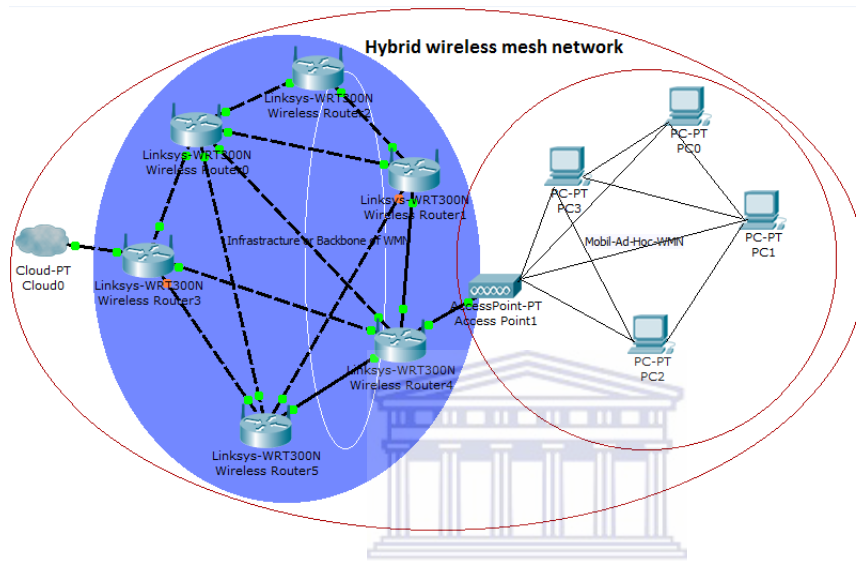 Hybrid wireless mesh network
Linksys-WRT300N
Wireless Router2
Linksys-WRT300N
Wireless Router0
Linksys-WRT300N
Wireless Router1
PC-PT
PC0
PC-PT
PC3
PC-PT
PC1
Mobil-Ad-Hoc-WMN
Infrastracture or Backbone of WMN
Cloud-PT
Cloud0
Linksys-WRT300N
Wireless Router3
AccessPoint-PT
Access Point1
Linksys-WRT300N
Wireless Router4
PC-PT
PC2
Linksys-WRT300N
Wireless Router5